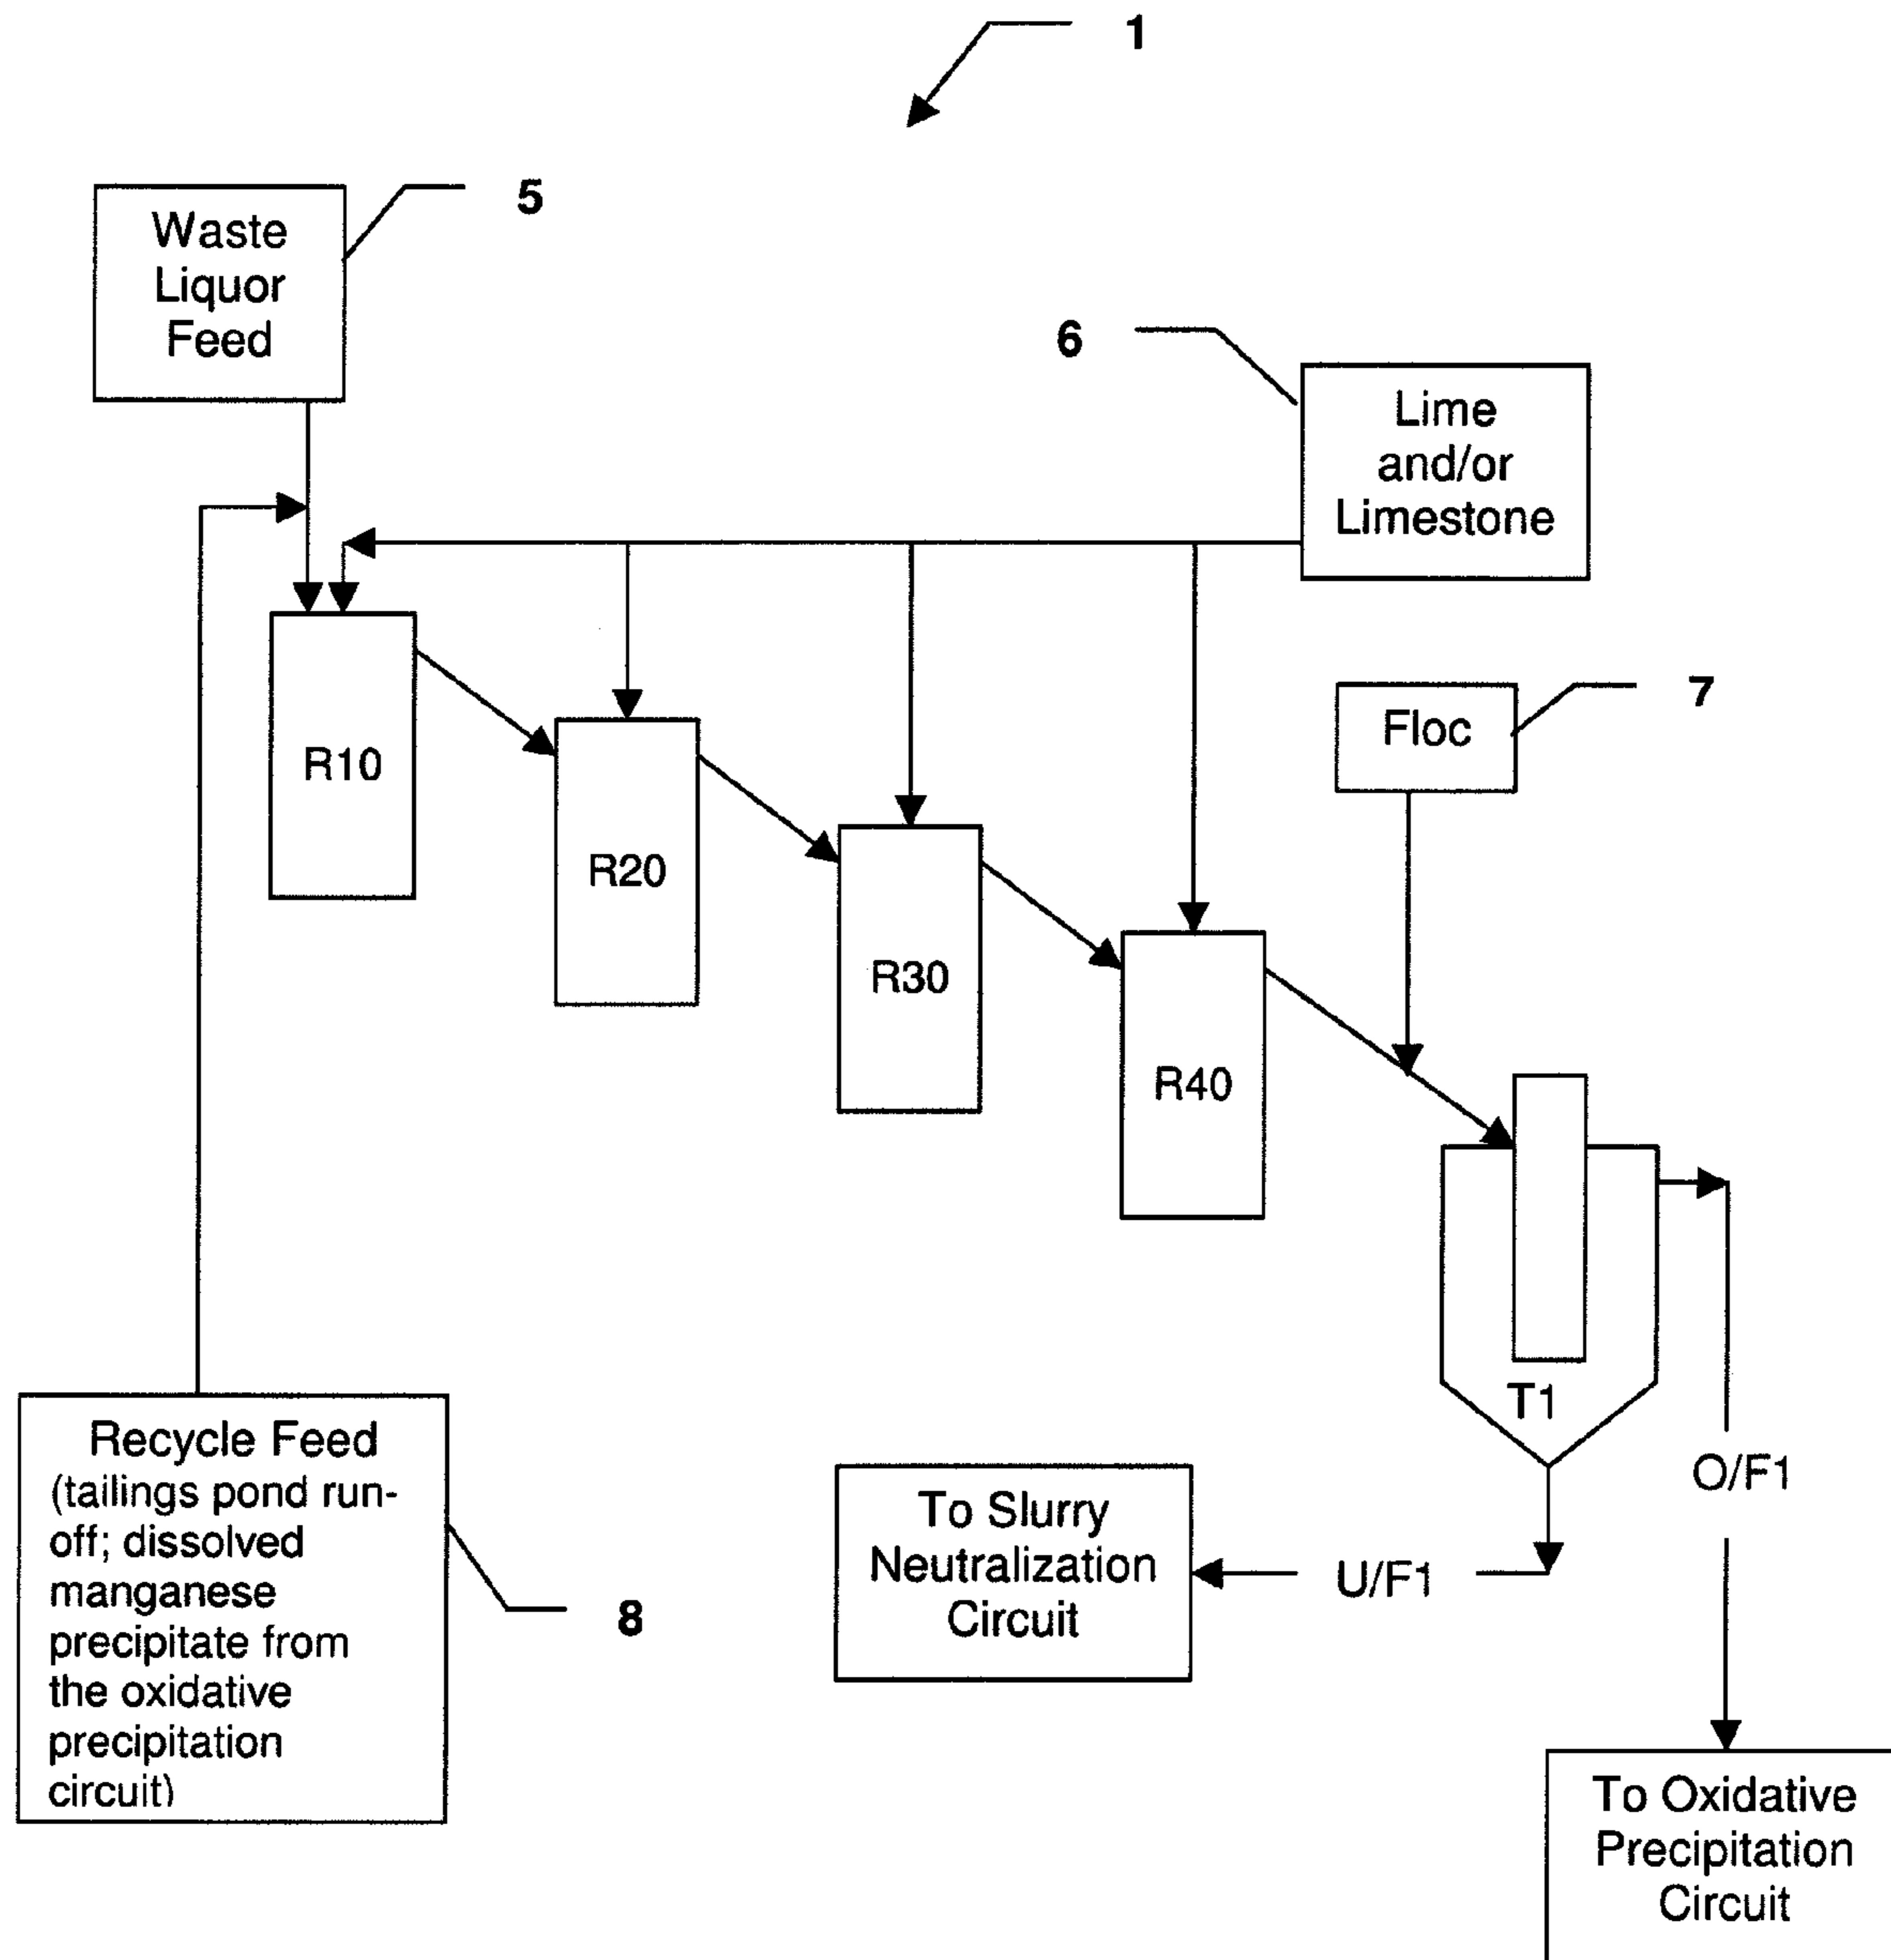 1
5
Waste
Liquor
Feed
6
Lime
and/or
Limestone
7
Floc
R10
R20
R30
R40
T1
O/F1
U/F1
Recycle Feed
(tailings pond run-
off; dissolved
manganese
precipitate from
the oxidative
precipitation
circuit)
8
To Slurry
Neutralization
Circuit
To Oxidative
Precipitation
Circuit